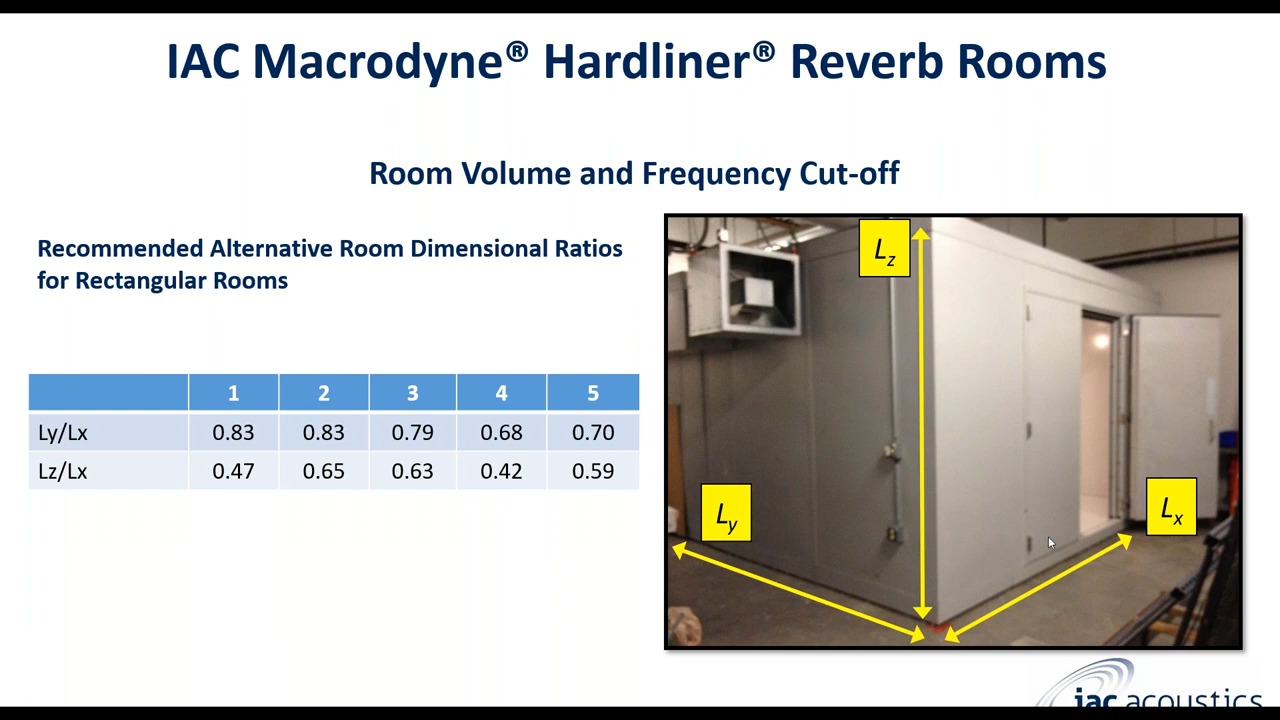 IAC Macrodyne® Hardliner® Reverb Rooms
Room Volume and Frequency Cut-off
Recommended Alternative Room Dimensional Ratios
for Rectangular Rooms
1 2 3 4 5
Ly/Lx 0.83 0.83 0.79 0.68 0.70
Lz/Lx 0.47 0.65 0.63 0.42 0.59
Lz
Ly
Lx
iac acoustics